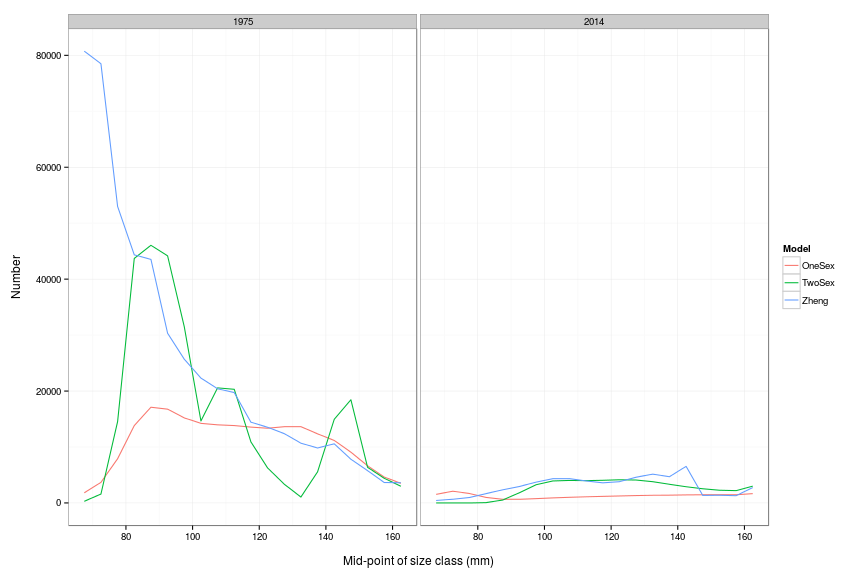 1975 2014
80000
60000
40000
20000
0
Number
80 100 120 140 160 80 100 120 140 160
Mid-point of size class (mm)
Model
OneSex
TwoSex
Zheng